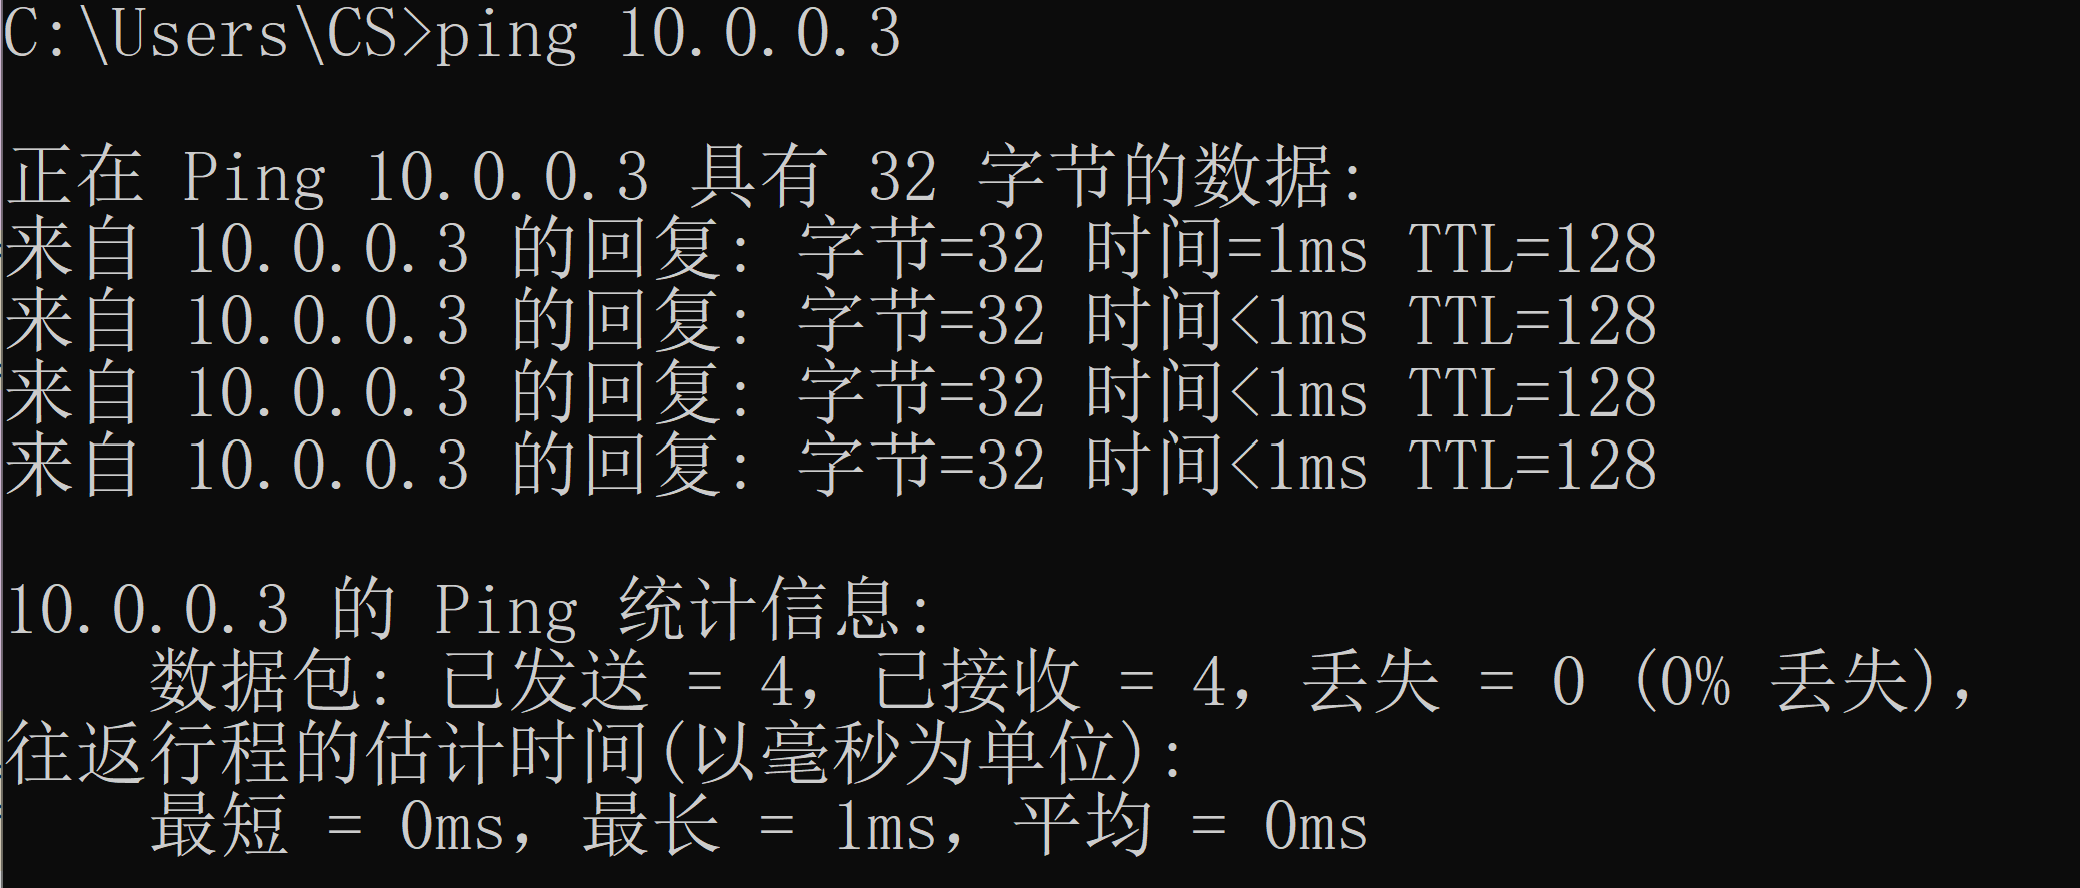 C:\Users\CS>ping 10.0.0.3
正在 Ping 10.0.0.3 具有 32 字节的数据:
来自 10.0.0.3 的回复: 字节=32 时间=1ms TTL=128
来自 10.0.0.3 的回复: 字节=32 时间<1ms TTL=128
来自 10.0.0.3 的回复: 字节=32 时间<1ms TTL=128
来自 10.0.0.3 的回复: 字节=32 时间<1ms TTL=128
10.0.0.3 的 Ping 统计信息:
数据包: 已发送 = 4，已接收 = 4，丢失 = 0 (0% 丢失)，
往返行程的估计时间(以毫秒为单位):
最短 = 0ms，最长 = 1ms，平均 = 0ms